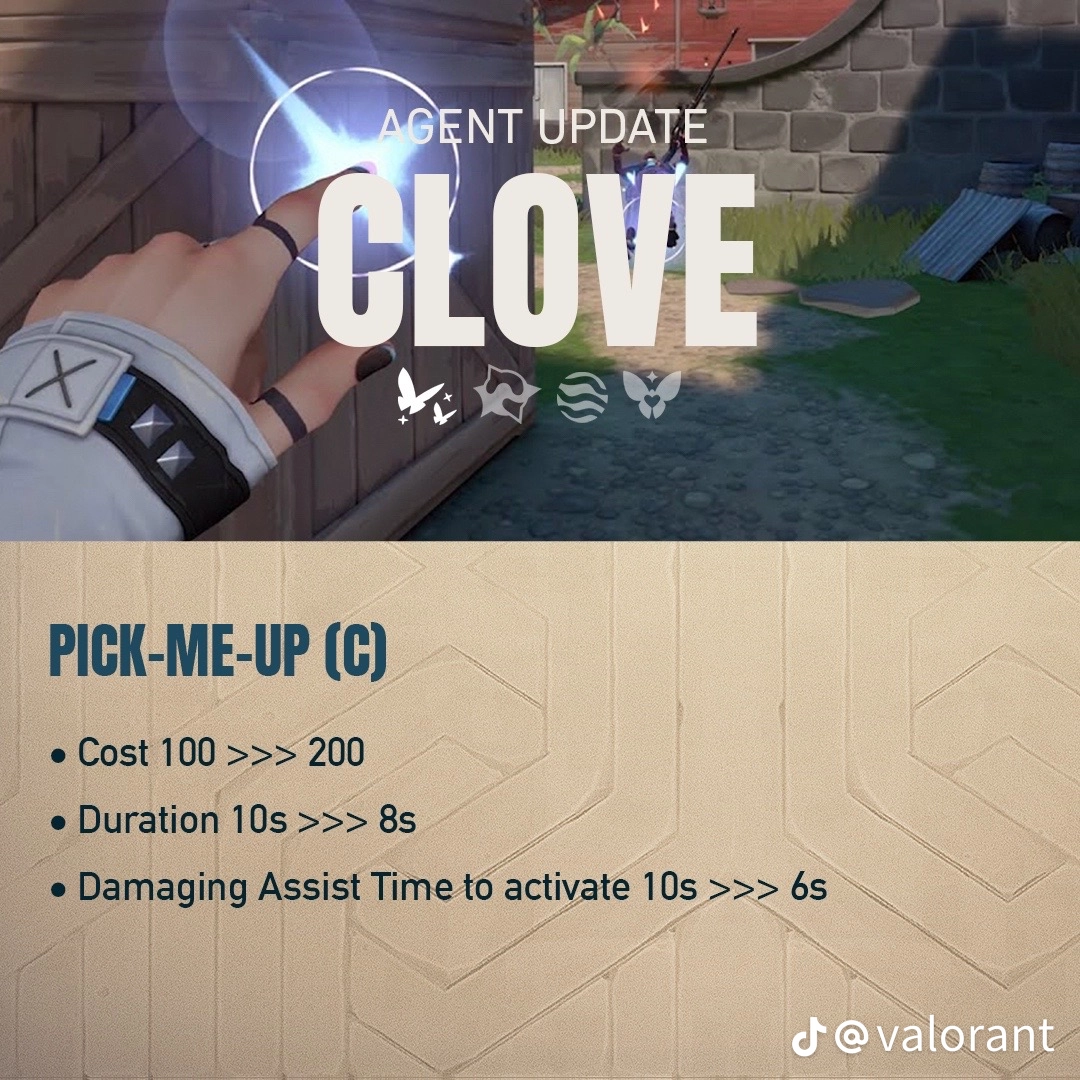 AGENT UPDATE
CLOVE
PICK-ME-UP (C)
• Cost 100 >>> 200
• Duration 10s >>> 8s
• Damaging Assist Time to activate 10s >>> 6s
@valorant